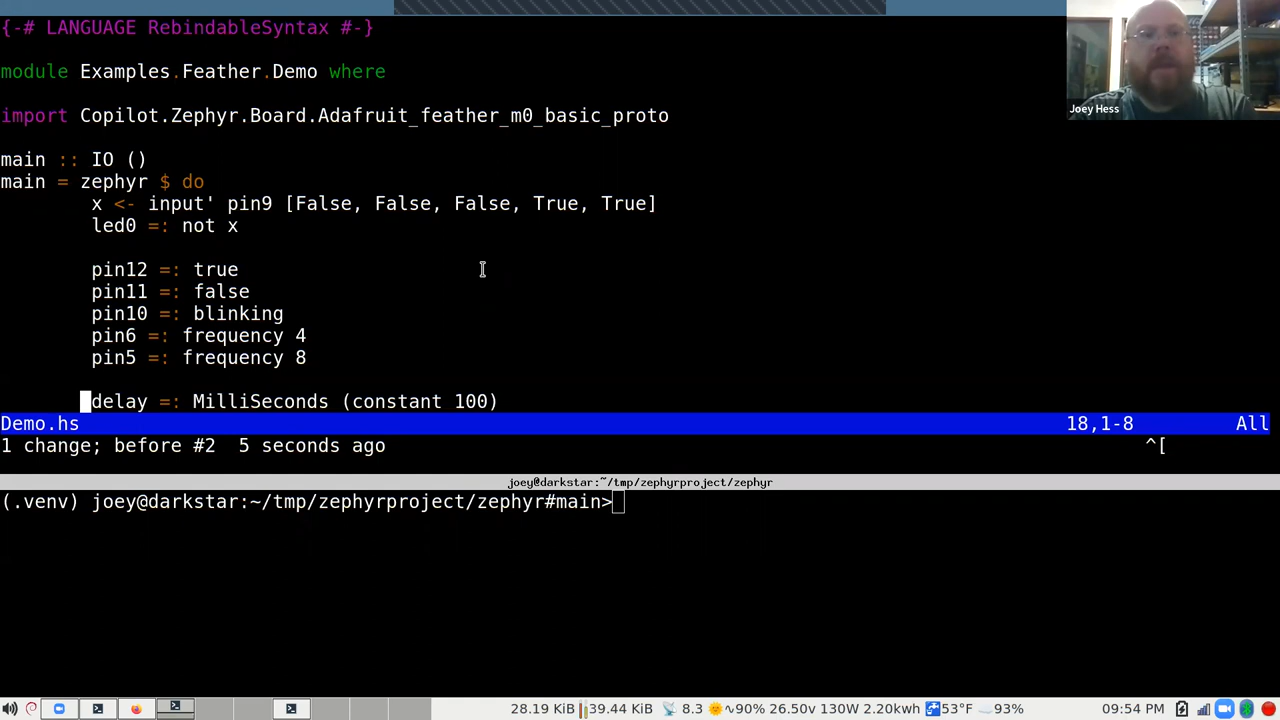 {-# LANGUAGE RebindableSyntax #-}
module Examples.Feather.Demo where
import Copilot.Zephyr.Board.Adafruit_feather_m0_basic_proto
main :: IO ()
main = zephyr $ do
x <- input' pin9 [False, False, False, True, True]
led0 =: not x
pin12 =: true
pin11 =: false
pin10 =: blinking
pin6 =: frequency 4
pin5 =: frequency 8
delay =: MilliSeconds (constant 100)
Demo.hs 18,1-8 All
1 change; before #2 5 seconds ago ^[
joey@darkstar:~/tmp/zephyrproject/zephyr
(.venv) joey@darkstar:~/tmp/zephyrproject/zephyr#main>
Joey Hess
28.19 KiB 39.44 KiB 8.3 ∿90% 26.50v 130W 2.20kwh 53°F 93% 09:54 PM